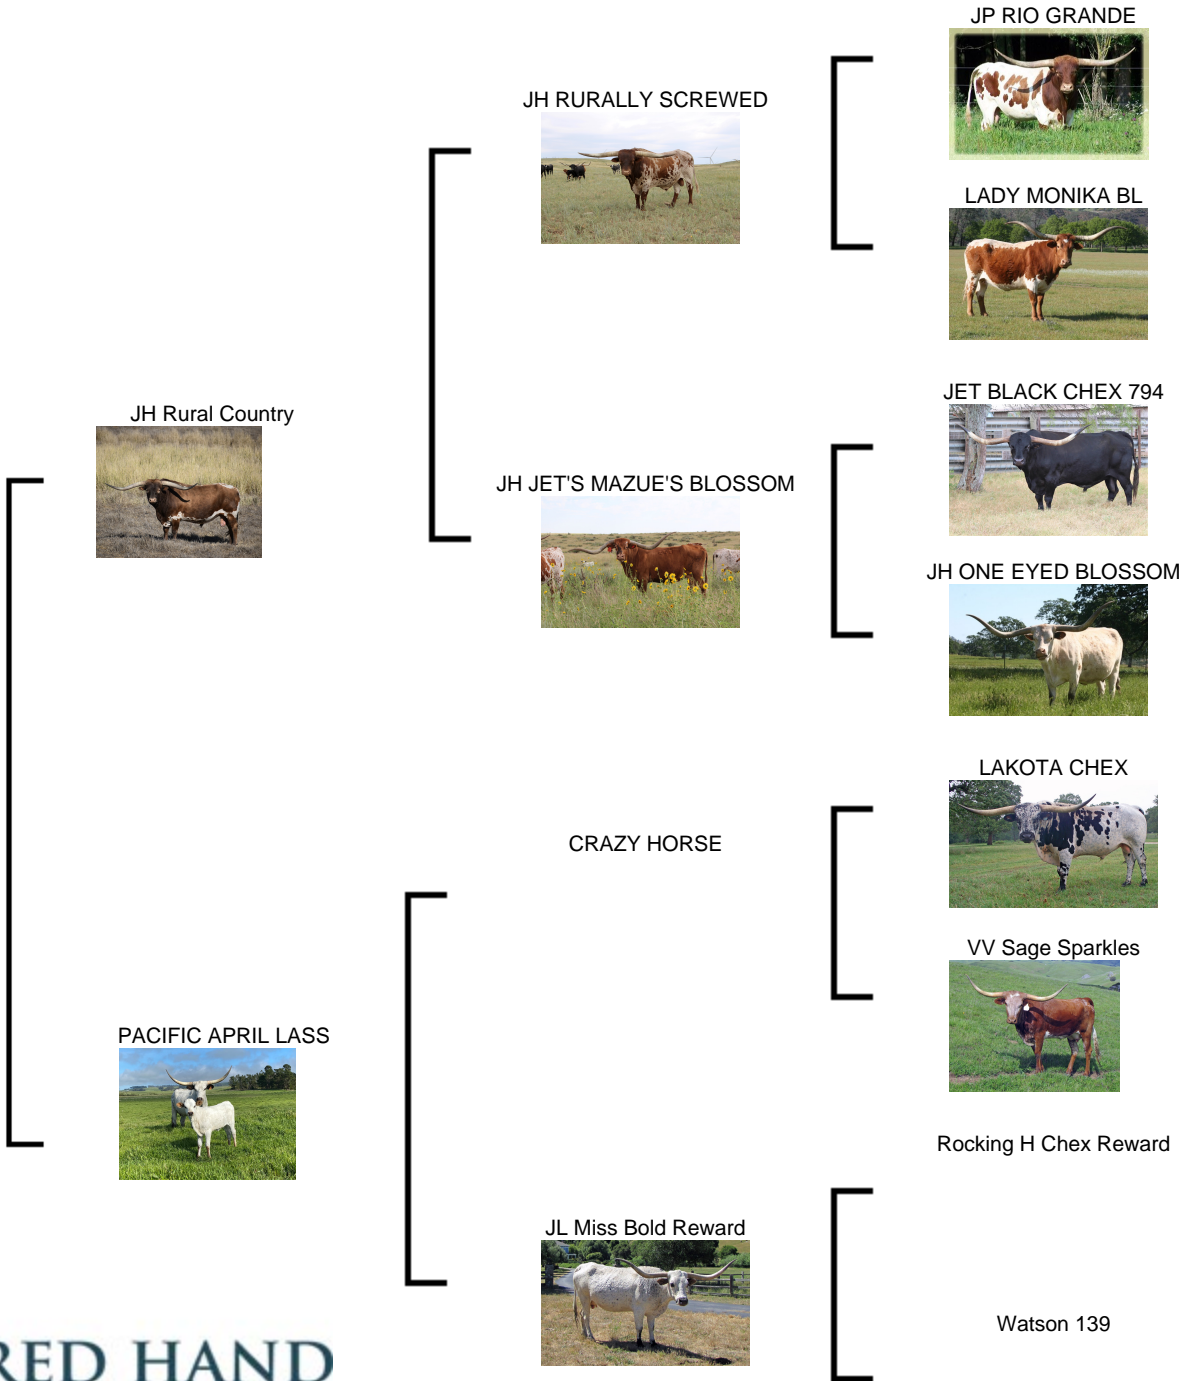 JP RIO GRANDE
JH RURALLY SCREWED
LADY MONIKA BL
JH Rural Country
JET BLACK CHEX 794
JH JET'S MAZUE'S BLOSSOM
JH ONE EYED BLOSSOM
LAKOTA CHEX
CRAZY HORSE
VV Sage Sparkles
PACIFIC APRIL LASS
Rocking H Chex Reward
JL Miss Bold Reward
Watson 139
RED HAND